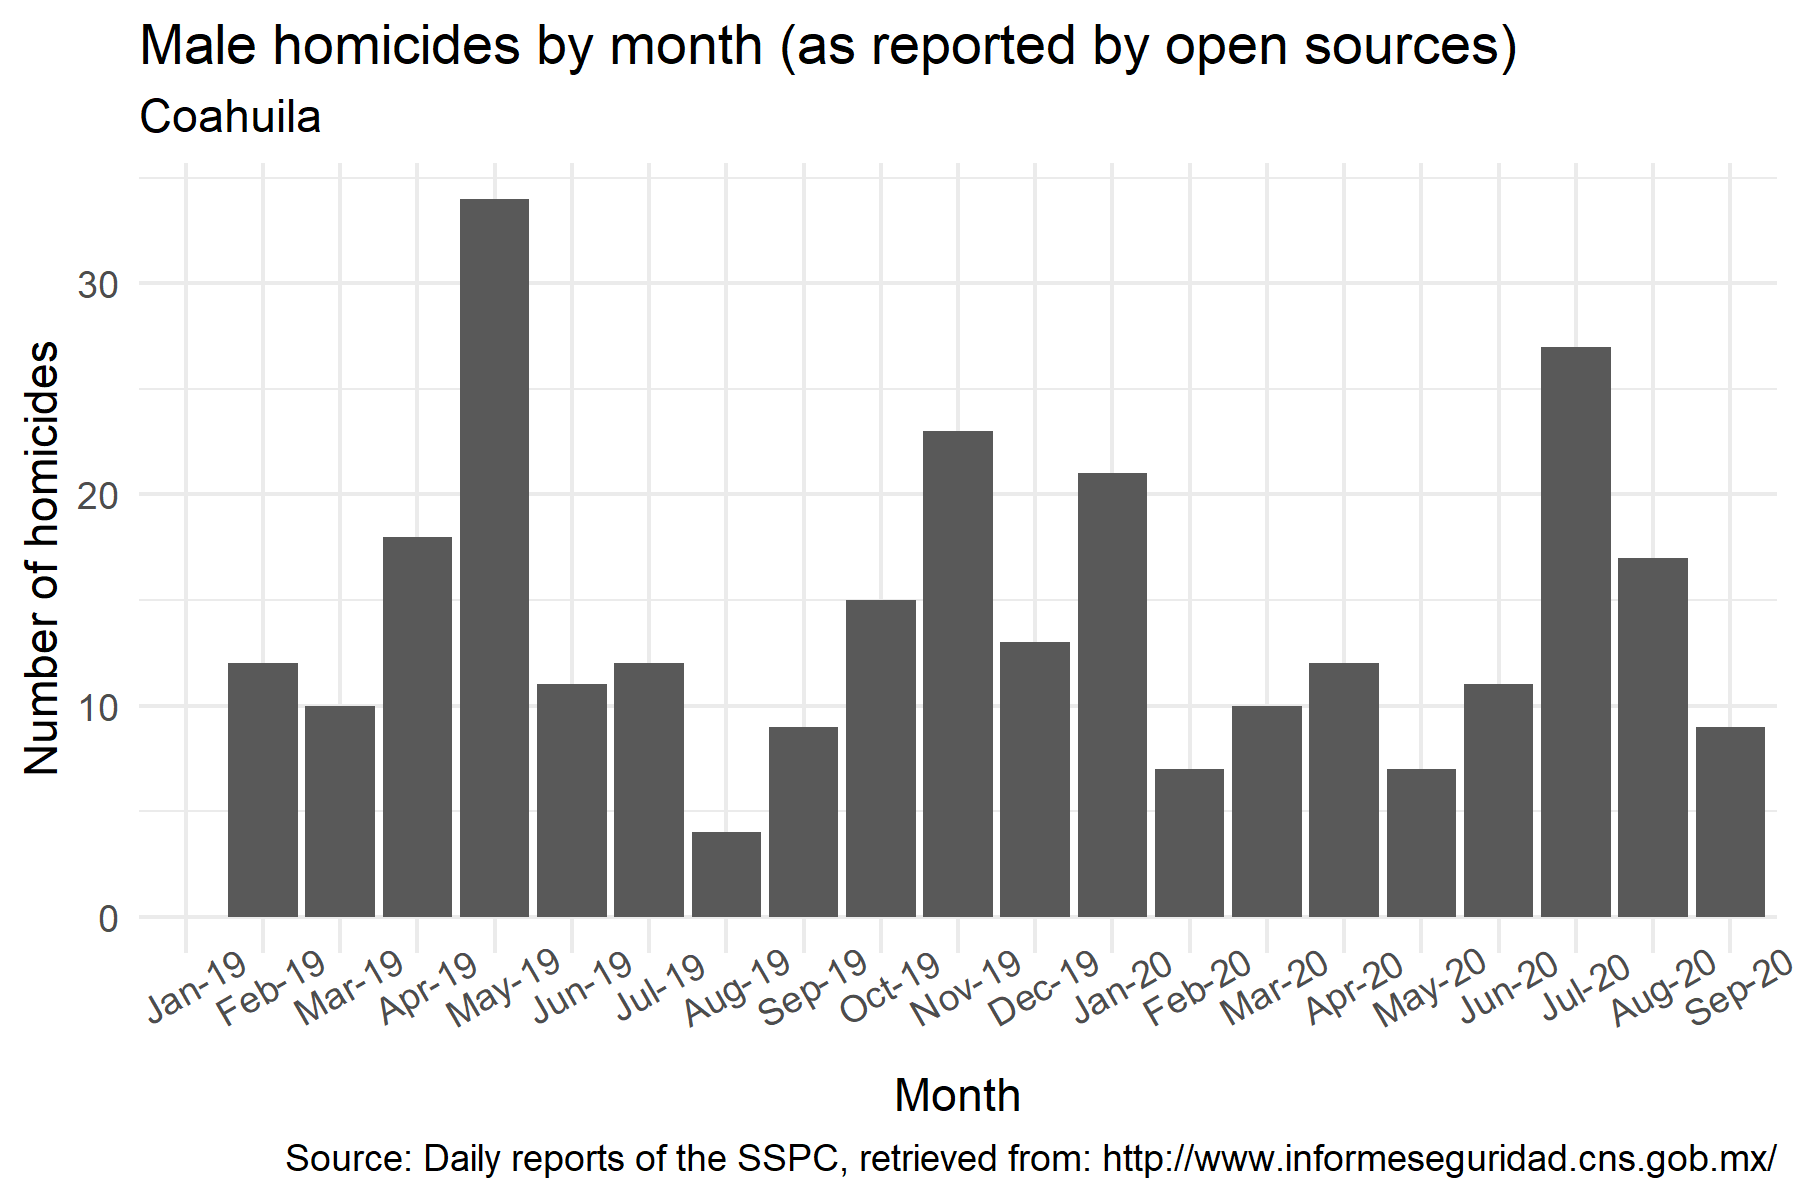 Male homicides by month (as reported by open sources)
Coahuila
Number of homicides
30
20
10
0
Jan-19
Feb-19
Mar-19
Apr-19
May-19
Jun-19
Jul-19
Aug-19
Sep-19
Oct-19
Nov-19
Dec-19
Jan-20
Feb-20
Mar-20
Apr-20
May-20
Jun-20
Jul-20
Aug-20
Sep-20
Month
Source: Daily reports of the SSPC, retrieved from: http://www.informeseguridad.cns.gob.mx/